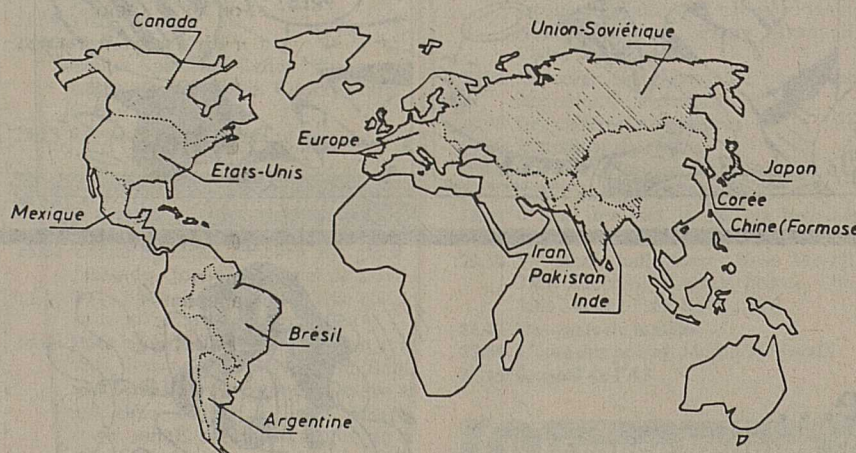 Canada
Union-Soviétique
Europe
Etats-Unis
Japon
Corée
Mexique
Chine (Formose
Iran
Pakistan
Inde
Brésil
Argentine